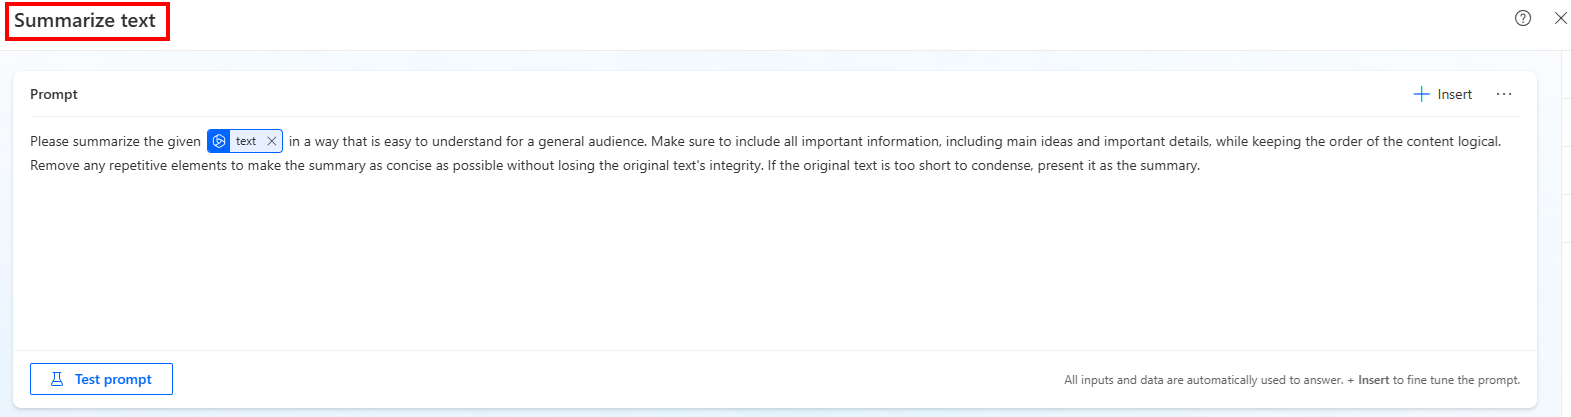 Summarize text
Prompt
Insert
Please summarize the given text in a way that is easy to understand for a general audience. Make sure to include all important information, including main ideas and important details, while keeping the order of the content logical.
Remove any repetitive elements to make the summary as concise as possible without losing the original text's integrity. If the original text is too short to condense, present it as the summary.
Test prompt
All inputs and data are automatically used to answer. + Insert to fine tune the prompt.